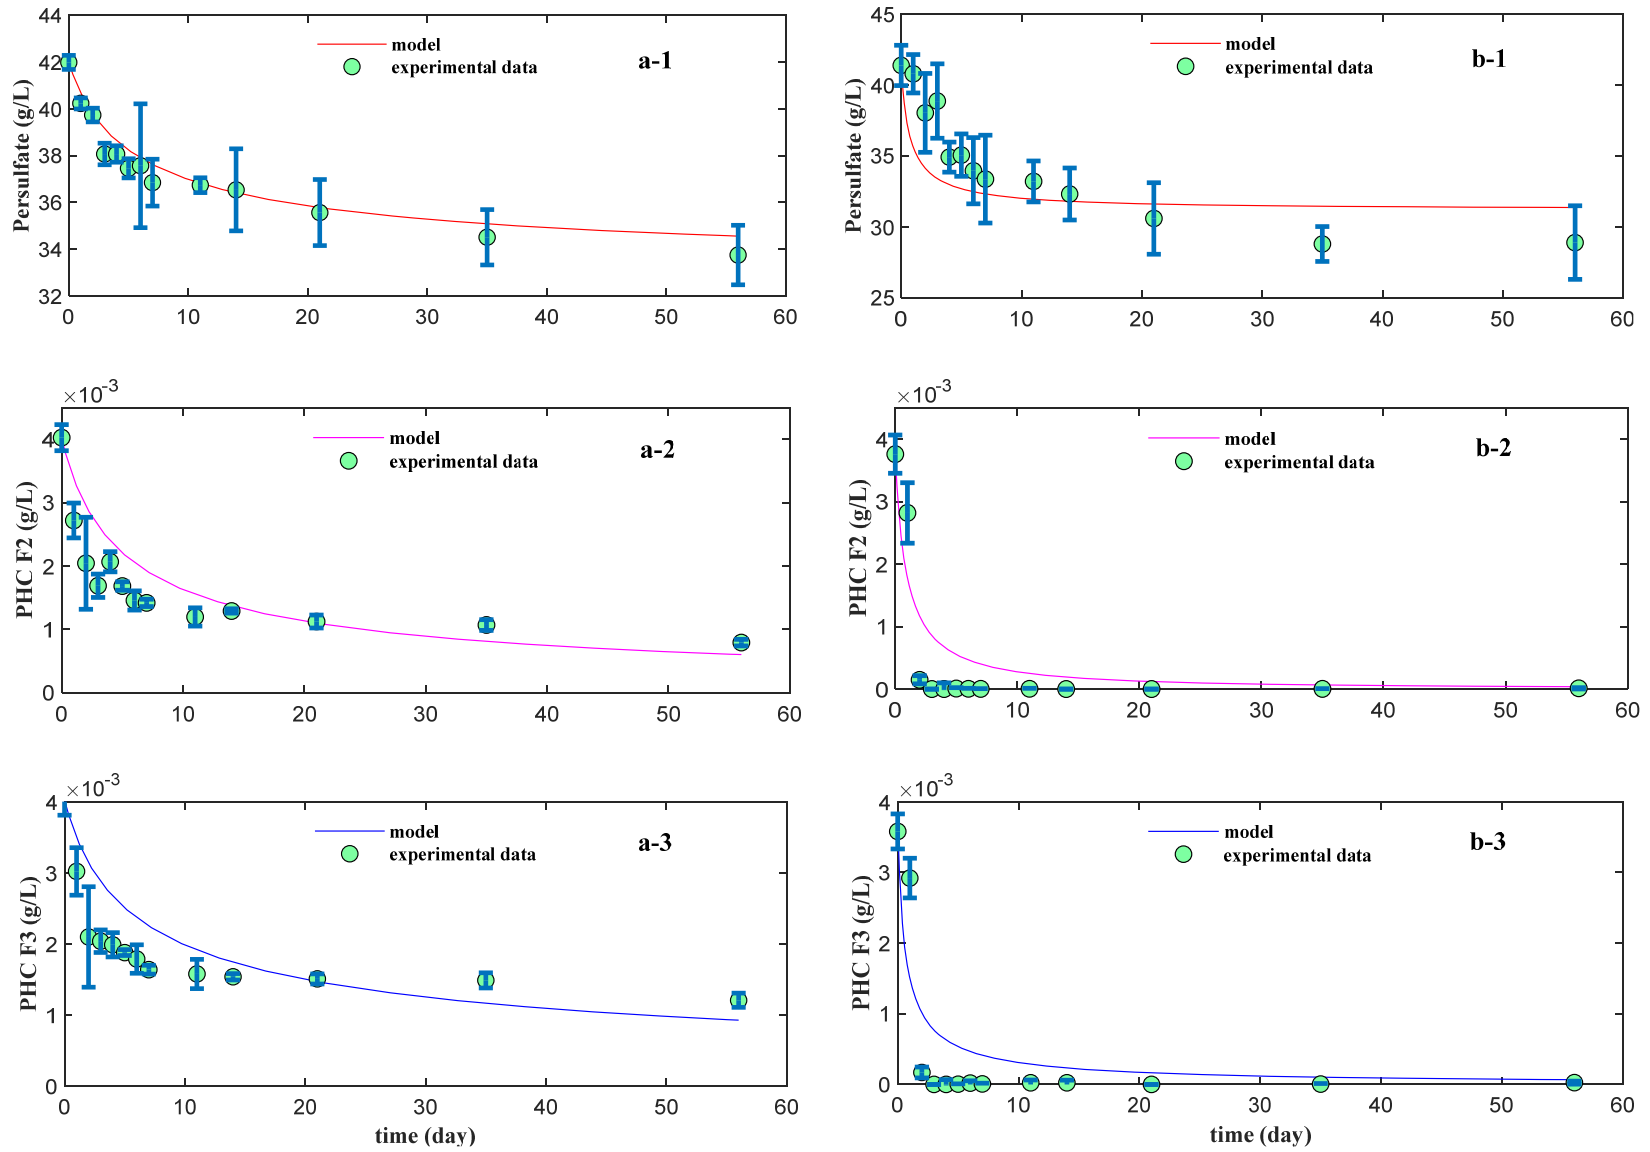 44
42
40
38
36
34
32
Persulfate (g/L)
model
experimental data
a-1
0 10 20 30 40 50 60
45
40
35
30
25
Persulfate (g/L)
model
experimental data
b-1
0 10 20 30 40 50 60
×10-3
4
3
2
1
0
PHC F2 (g/L)
model
experimental data
a-2
0 10 20 30 40 50 60
×10-3
4
3
2
1
0
PHC F2 (g/L)
model
experimental data
b-2
0 10 20 30 40 50 60
×10-3
4
3
2
1
0
PHC F3 (g/L)
model
experimental data
a-3
0 10 20 30 40 50 60
time (day)
×10-3
4
3
2
1
0
PHC F3 (g/L)
model
experimental data
b-3
0 10 20 30 40 50 60
time (day)